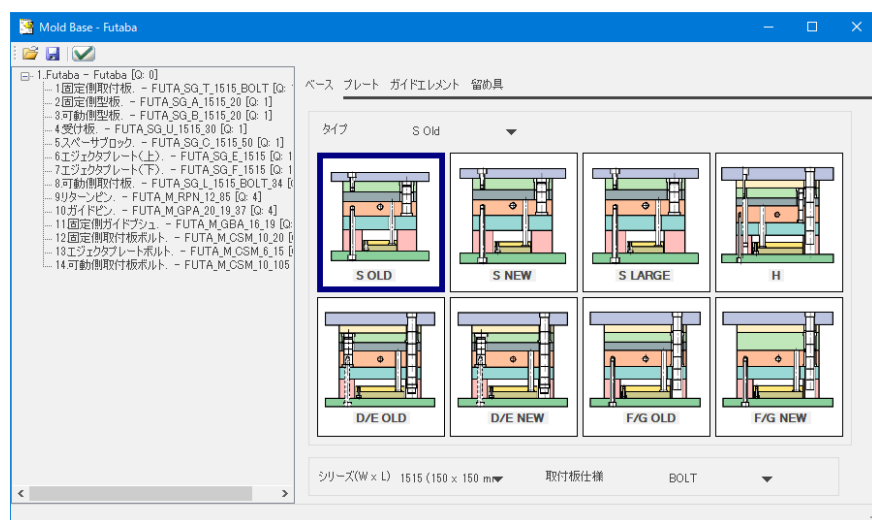 Mold Base - Futaba
1.Futaba - Futaba [Q: 0]
1固定側取付板. - FUTA_SG_T_1515_BOLT [Q:
2固定側型板. - FUTA_SG_A_1515_20 [Q: 1]
3.可動側型板. - FUTA_SG_B_1515_20 [Q: 1]
4.受け板. - FUTA_SG_U_1515_30 [Q: 1]
5.スペーサブロック. - FUTA_SG_C_1515_50 [Q: 1]
6エジェクタプレート(上). - FUTA_SG_E_1515 [Q: 1
7エジェクタプレート(下). - FUTA_SG_F_1515 [Q: 1
8.可動側取付板. - FUTA_SG_L_1515_BOLT_34 [
9リターンピン. - FUTA_M_RPN_12_85 [Q: 4]
10ガイドピン. - FUTA_M_GPA_20_19_37 [Q: 4]
11固定側ガイドブシュ. - FUTA_M_GBA_16_19 [Q:
12固定側取付板ボルト. - FUTA_M_CSM_10_20 [
13エジェクタプレートボルト. - FUTA_M_CSM_6_15 [
14.可動側取付板ボルト. - FUTA_M_CSM_10_105
ベース プレート ガイドエレメント 留め具
タイプ S Old
S OLD S NEW S LARGE H
D/E OLD D/E NEW F/G OLD F/G NEW
シリーズ(W x L) 1515 (150 x 150 m 取付板仕様 BOLT